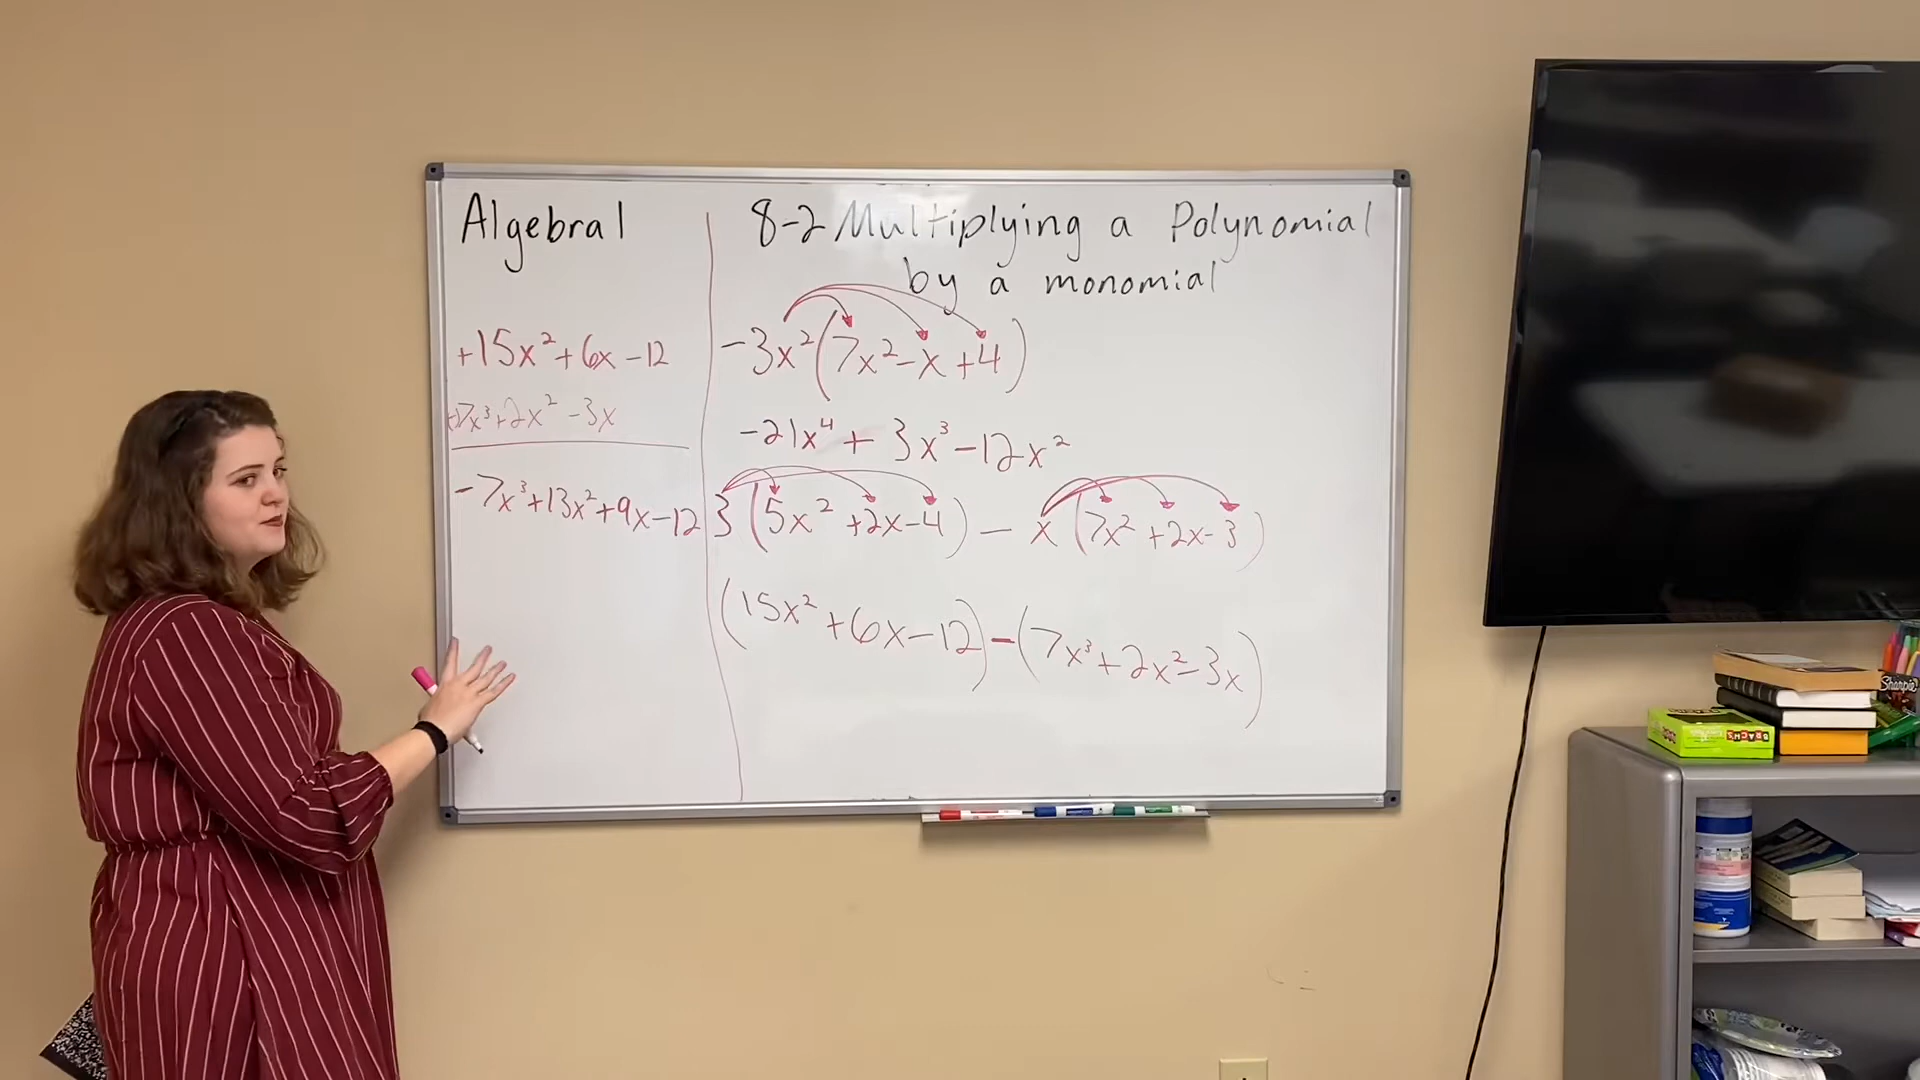 Algebra 1
+15x² + 6x - 12
+7x³ + 2x² - 3x
-7x³ + 13x² + 9x - 12
8-2 Multiplying a Polynomial
by a monomial
-3x²(7x² - x + 4)
-21x⁴ + 3x³ - 12x²
3(5x² + 2x - 4) - x(7x² + 2x - 3)
(15x² + 6x - 12) - (7x³ + 2x² - 3x)
Sharpie